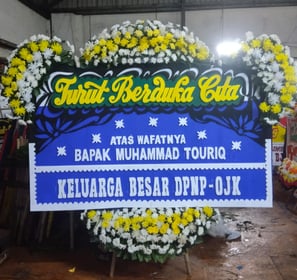 Turut Berduka Cita
ATAS WAFATNYA
BAPAK MUHAMMAD TOURIQ
KELUARGA BESAR DPNP-OJK